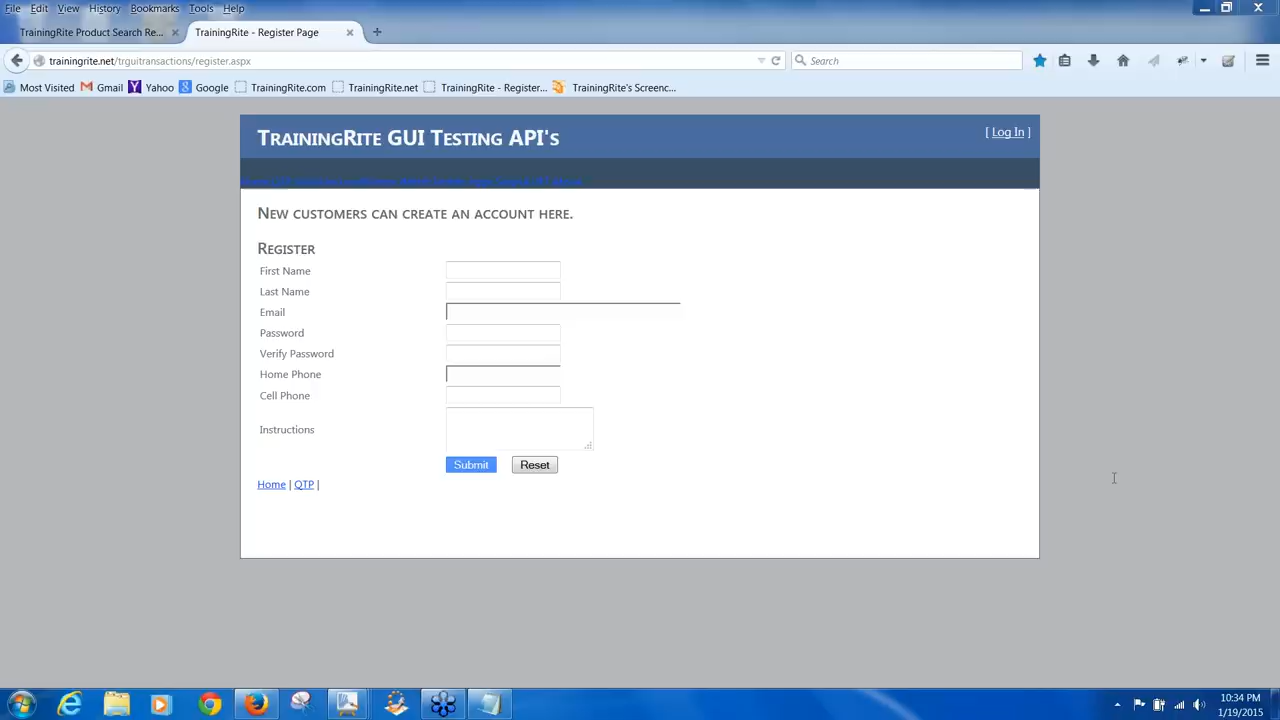 File Edit View History Bookmarks Tools Help
TrainingRite Product Search Re... TrainingRite - Register Page
trainingrite.net/trguitransactions/register.aspx Search
Most Visited Gmail Yahoo Google TrainingRite.com TrainingRite.net TrainingRite - Register... TrainingRite's Screenc...
TRAININGRITE GUI TESTING API'S
[ Log In ]
NEW CUSTOMERS CAN CREATE AN ACCOUNT HERE.
REGISTER
First Name
Last Name
Email
Password
Verify Password
Home Phone
Cell Phone
Instructions
Submit Reset
Home | QTP |
10:34 PM
1/19/2015